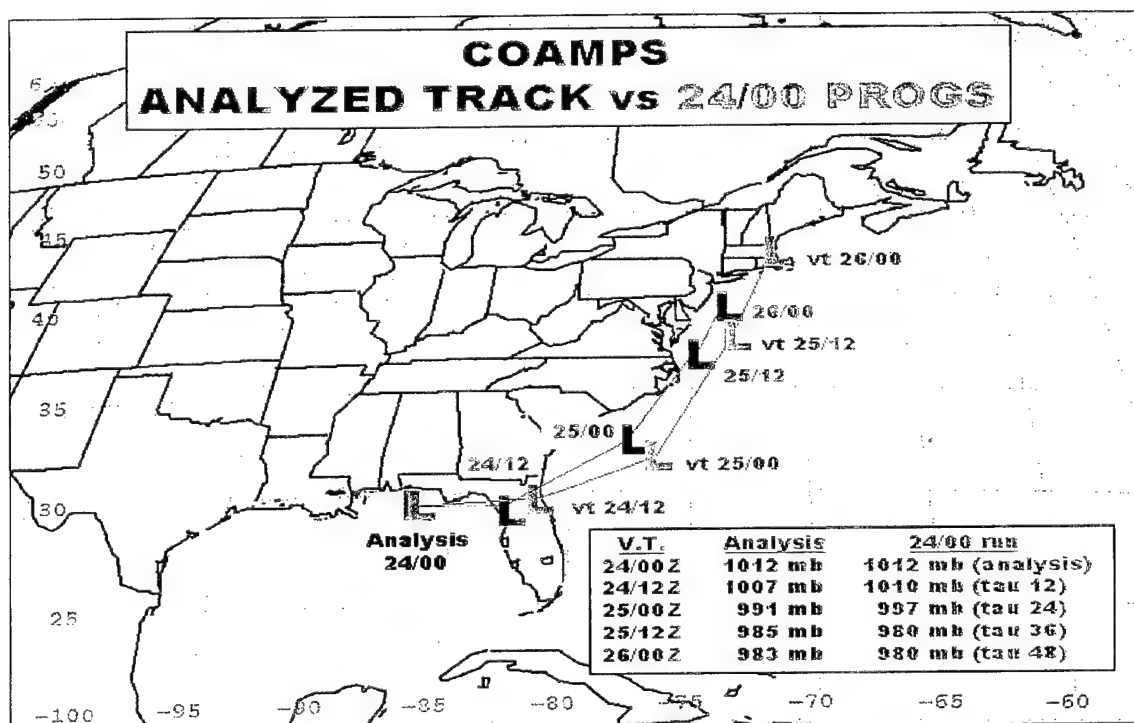 COAMPS
ANALYZED TRACK vs 24/00 PROGS
50
45
vt 26/00
40
26/00
vt 25/12
25/12
35
25/00
vt 25/00
24/12
30
vt 24/12
Analysis
24/00
V.T. Analysis 24/00 run
24/00Z 1012 mb 1012 mb (analysis)
24/12Z 1007 mb 1010 mb (tau 12)
25/00Z 991 mb 997 mb (tau 24)
25/12Z 985 mb 980 mb (tau 36)
26/00Z 983 mb 980 mb (tau 48)
25
-100 -95 -90 -85 -80 -75 -70 -65 -60